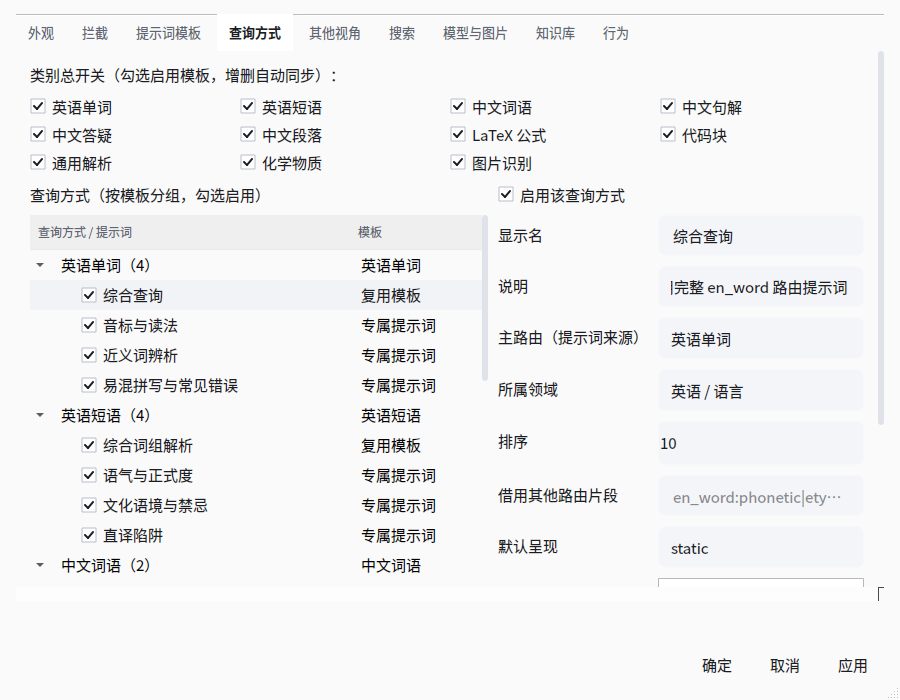 外观 拦截 提示词模板 查询方式 其他视角 搜索 模型与图片 知识库 行为
类别总开关（勾选启用模板，增删自动同步）：
英语单词 英语短语 中文词语 中文句解
中文答疑 中文段落 LaTeX 公式 代码块
通用解析 化学物质 图片识别
查询方式（按模板分组，勾选启用）
查询方式 / 提示词 模板
英语单词（4） 英语单词
综合查询 复用模板
音标与读法 专属提示词
近义词辨析 专属提示词
易混拼写与常见错误 专属提示词
英语短语（4） 英语短语
综合词组解析 复用模板
语气与正式度 专属提示词
文化语境与禁忌 专属提示词
直译陷阱 专属提示词
中文词语（2） 中文词语
启用该查询方式
显示名 综合查询
说明 完整 en_word 路由提示词
主路由（提示词来源） 英语单词
所属领域 英语 / 语言
排序 10
借用其他路由片段 en_word:phonetic|ety…
默认呈现 static
确定 取消 应用